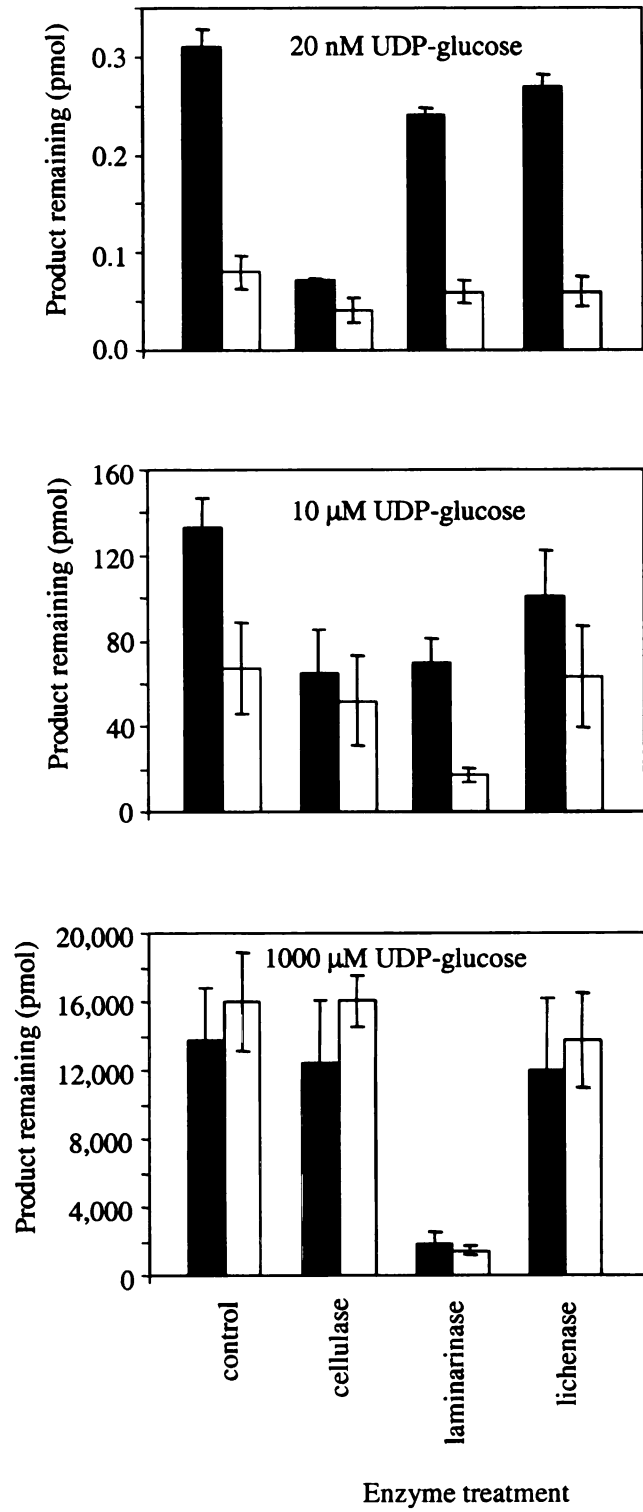 20 nM UDP-glucose
Product remaining (pmol)
0.3
0.2
0.1
0.0
10 μM UDP-glucose
Product remaining (pmol)
160
120
80
40
0
1000 μM UDP-glucose
Product remaining (pmol)
20,000
16,000
12,000
8,000
4,000
0
control
cellulase
laminarinase
lichenase
Enzyme treatment